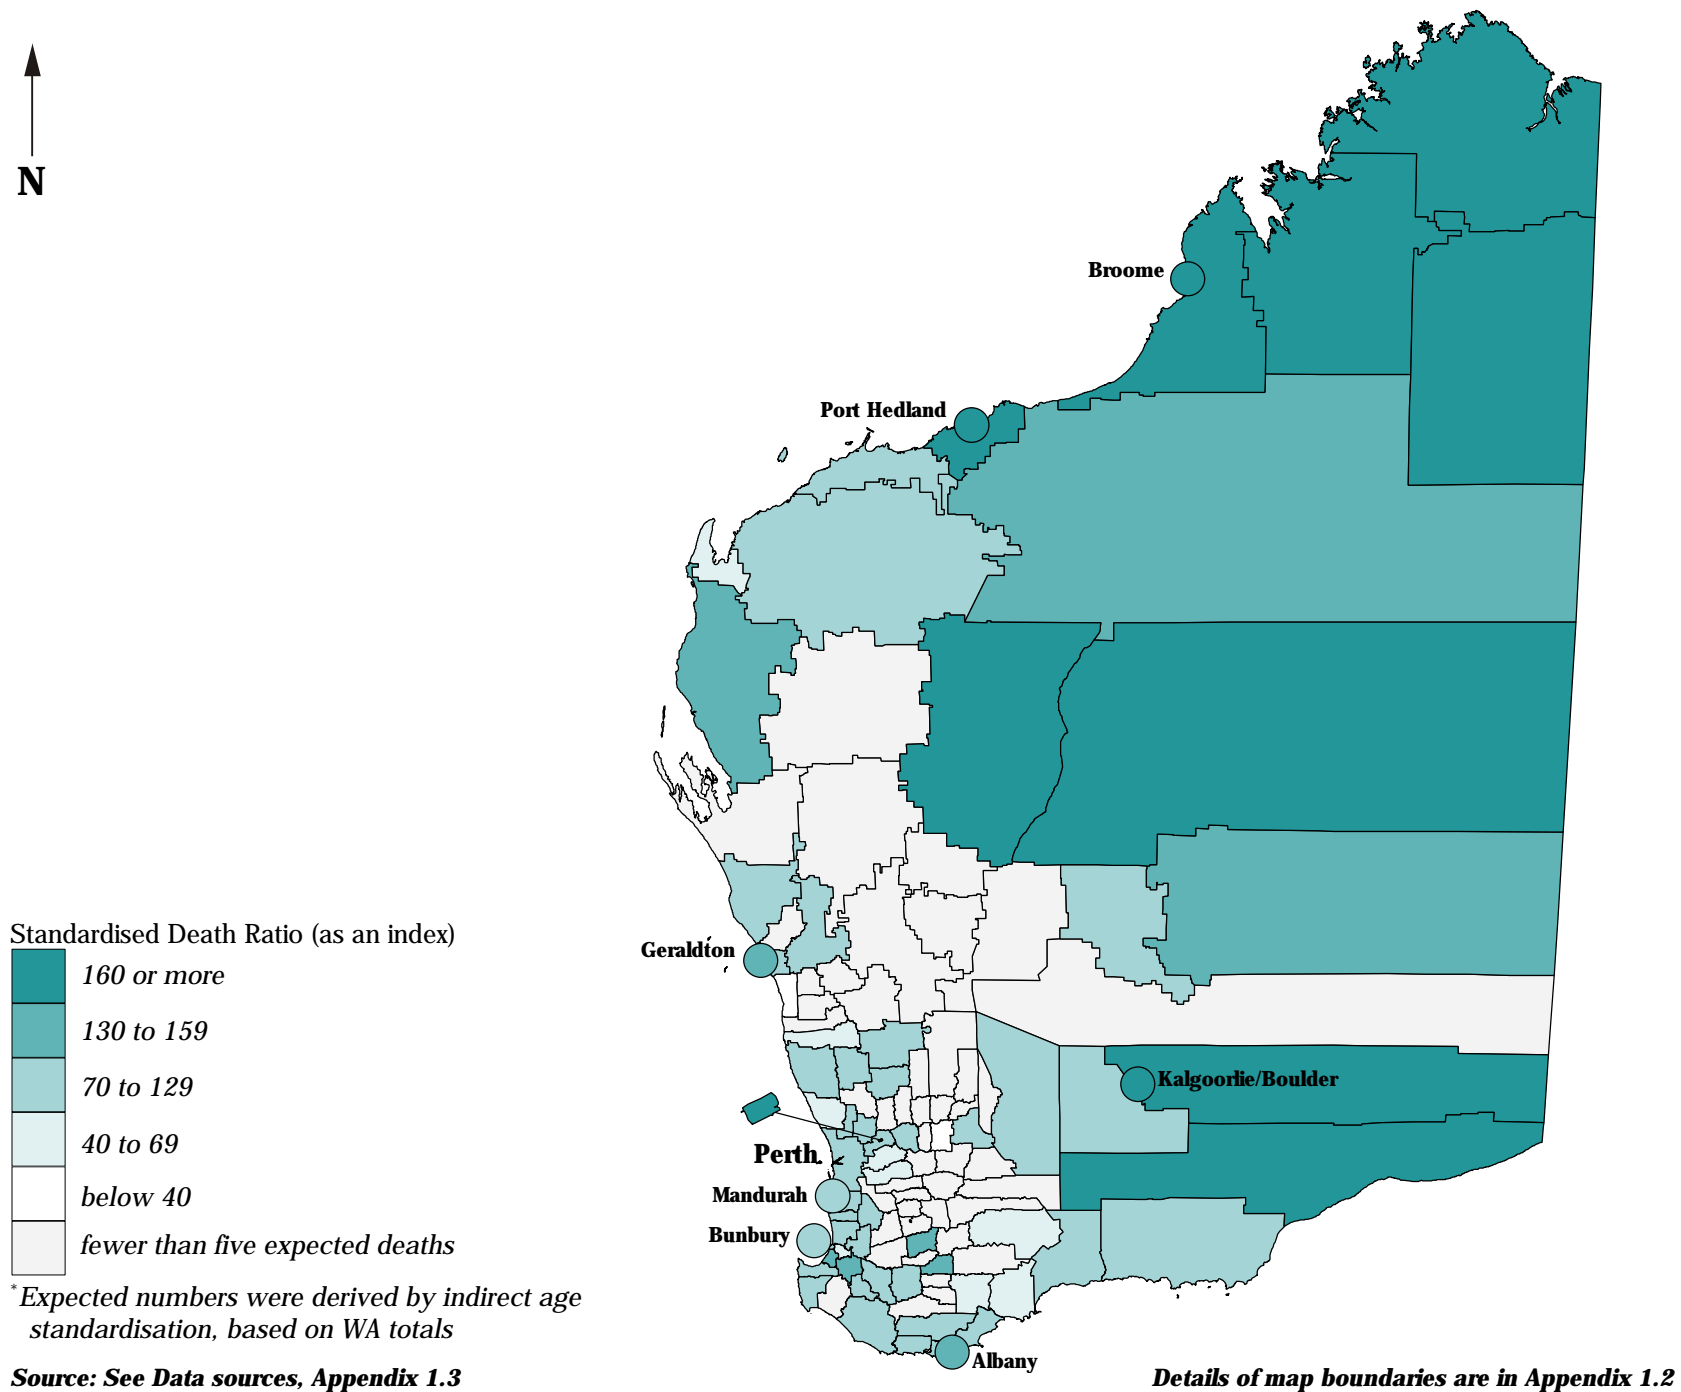 N
Broome
Port Hedland
Geraldton
Kalgoorlie/Boulder
Perth
Mandurah
Bunbury
Albany
Standardised Death Ratio (as an index)
160 or more
130 to 159
70 to 129
40 to 69
below 40
fewer than five expected deaths
*Expected numbers were derived by indirect age
standardisation, based on WA totals
Source: See Data sources, Appendix 1.3
Details of map boundaries are in Appendix 1.2